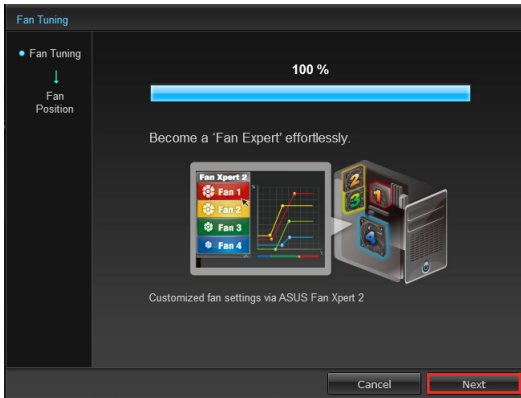 Fan Tuning
Fan Tuning
Fan
Position
100 %
Become a 'Fan Expert' effortlessly.
Fan Xpert 2
Fan 1
Fan 2
Fan 3
Fan 4
2
3
1
4
Customized fan settings via ASUS Fan Xpert 2
Cancel
Next